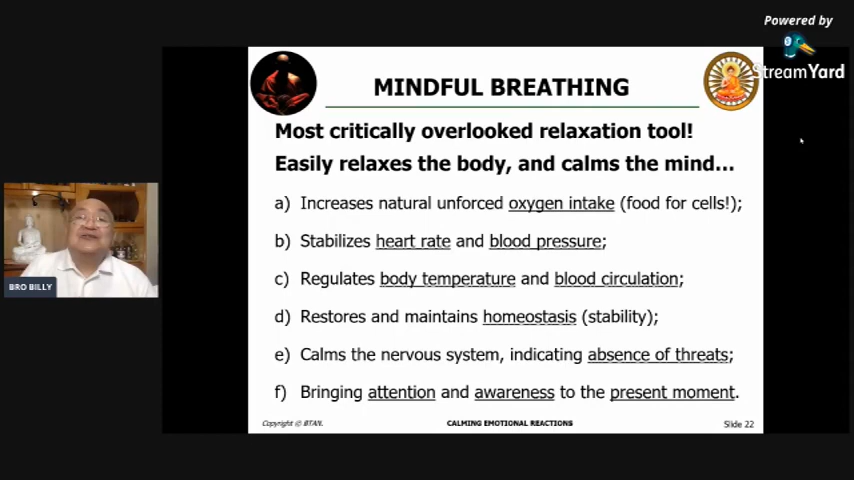 Powered by
StreamYard
MINDFUL BREATHING
Most critically overlooked relaxation tool!
Easily relaxes the body, and calms the mind...
a) Increases natural unforced oxygen intake (food for cells!);
b) Stabilizes heart rate and blood pressure;
c) Regulates body temperature and blood circulation;
d) Restores and maintains homeostasis (stability);
e) Calms the nervous system, indicating absence of threats;
f) Bringing attention and awareness to the present moment.
BRO BILLY
Copyright © BTAN.
CALMING EMOTIONAL REACTIONS
Slide 22